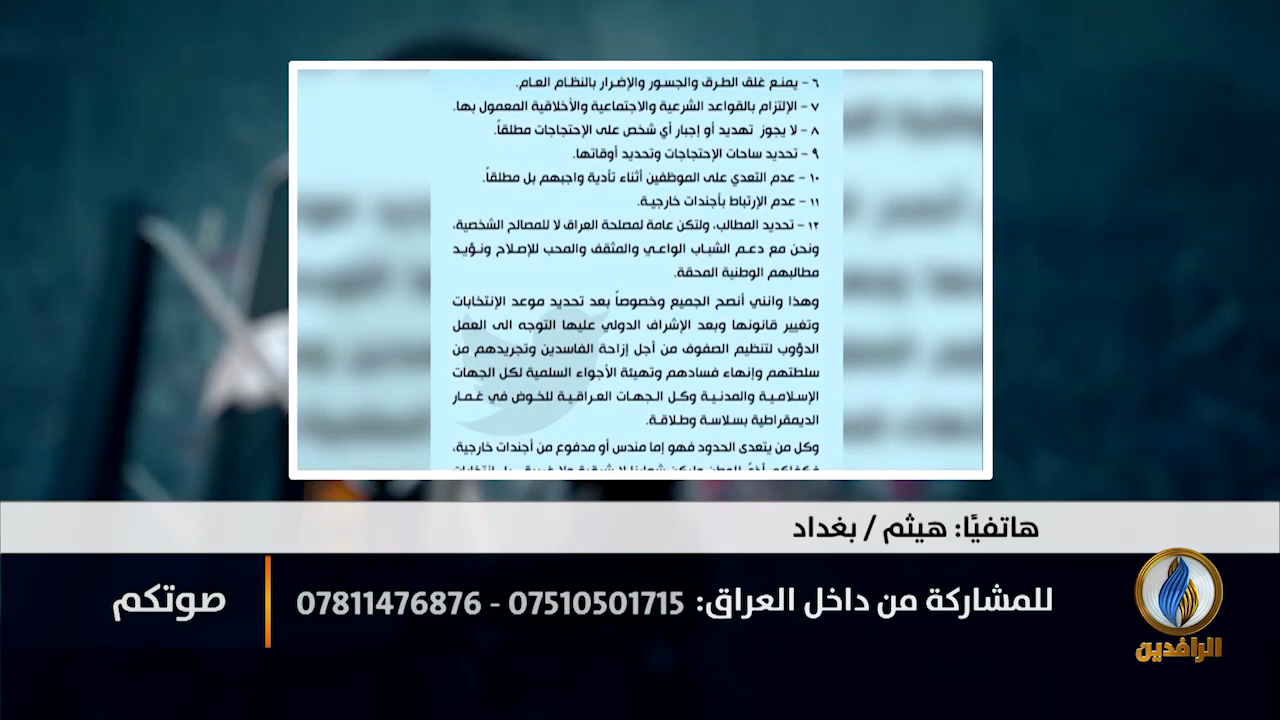 ٦ - يمنع غلق الطرق والجسور والإضرار بالنظام العام.
٧ - الإلتزام بالقواعد الشرعية والاجتماعية والأخلاقية المعمول بها.
٨ - لا يجوز تهديد أو إجبار أي شخص على الإحتجاجات مطلقاً.
٩ - تحديد ساحات الإحتجاجات وتحديد أوقاتها.
١٠ - عدم التعدي على الموظفين أثناء تأدية واجبهم بل مطلقاً.
١١ - عدم الإرتباط بأجندات خارجية.
١٢ - تحديد المطالب، ولتكن عامة لمصلحة العراق لا للمصالح الشخصية،
ونحن مع دعم الشباب الواعي والمثقف والمحب للإصلاح ونؤيد
مطالبهم الوطنية المحقة.
وهذا وانني أنصح الجميع وخصوصاً بعد تحديد موعد الإنتخابات
وتغيير قانونها وبعد الإشراف الدولي عليها التوجه الى العمل
الدؤوب لتنظيم الصفوف من أجل إزاحة الفاسدين وتجريدهم من
سلطتهم وإنهاء فسادهم وتهيئة الأجواء السلمية لكل الجهات
الإسلامية والمدنية وكل الجهات العراقية للخوض في غمار
الديمقراطية بسلاسة وطلاقة.
وكل من يتعدى الحدود فهو إما مندس أو مدفوع من أجندات خارجية،
هاتفيًا: هيثم / بغداد
للمشاركة من داخل العراق: 07510501715 - 07811476876
صوتكم
الرافدين